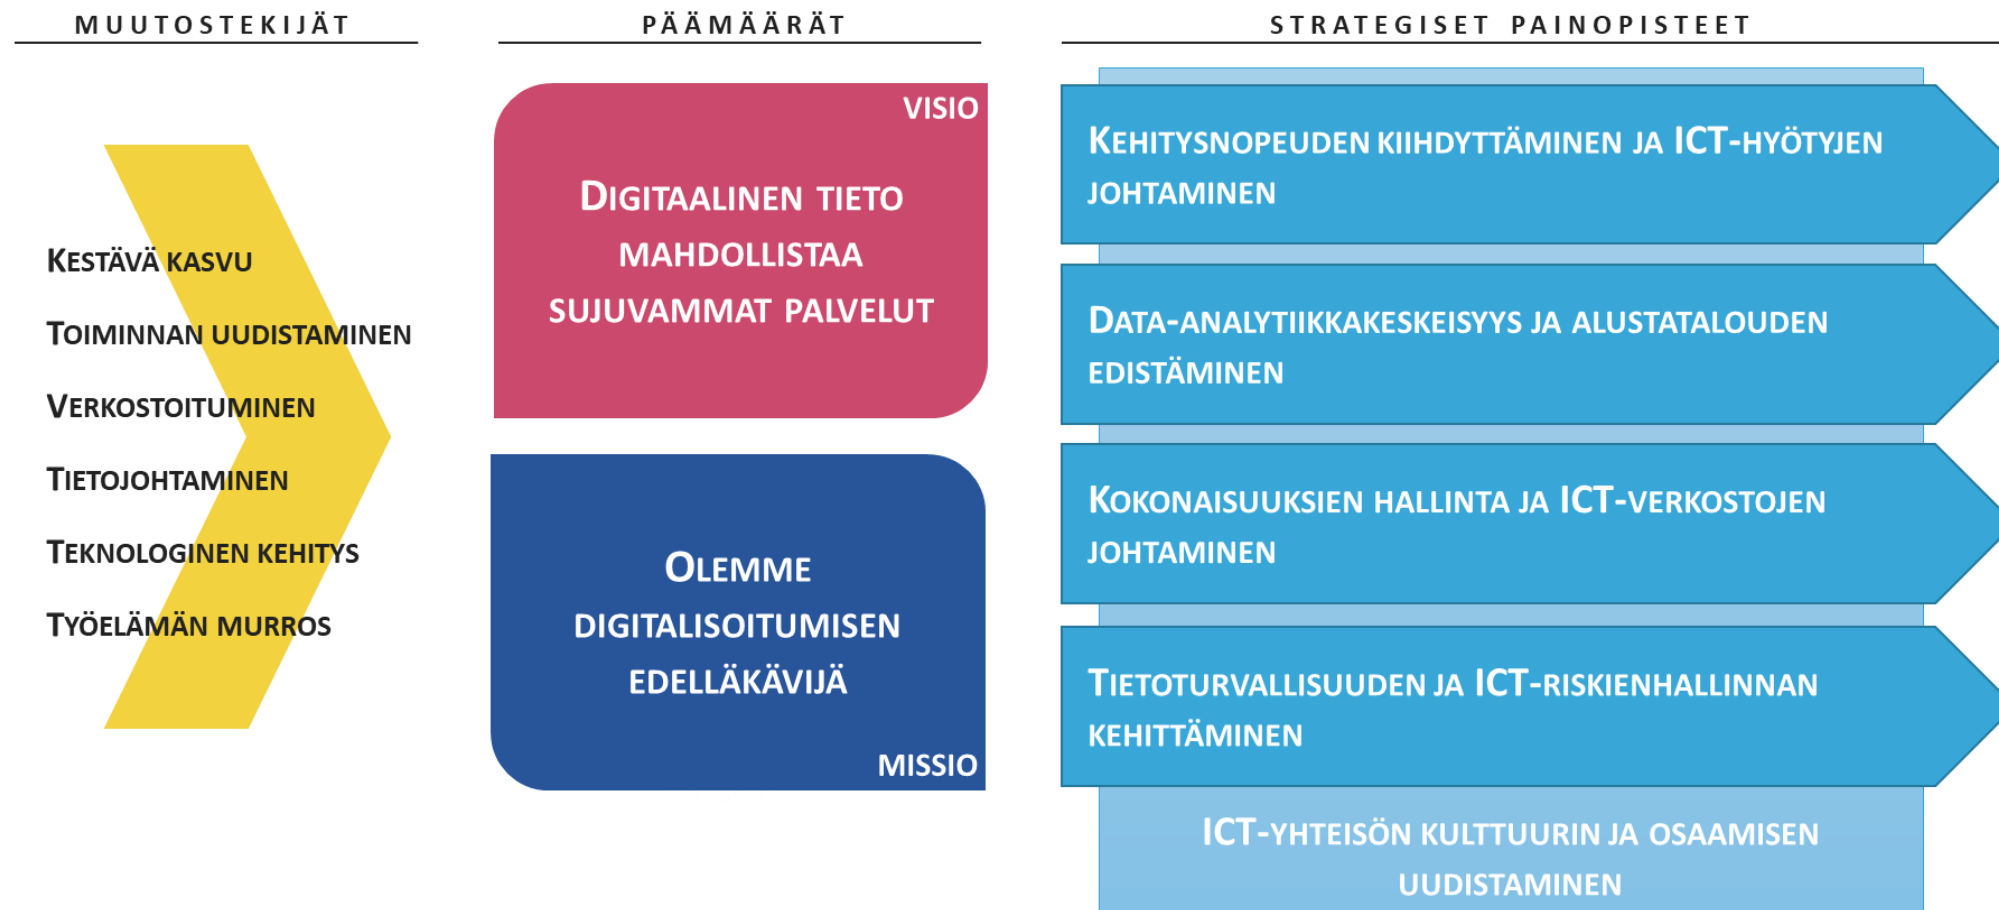 MUUTOSTEKIJÄT
KESTÄVÄ KASVU
TOIMINNAN UUDISTAMINEN
VERKOSTOITUMINEN
TIETOJOHTAMINEN
TEKNOLOGINEN KEHITYS
TYÖELÄMÄN MURROS
PÄÄMÄÄRÄT
VISIO
DIGITAALINEN TIETO
MAHDOLLISTAA
SUJUVAMMAT PALVELUT
OLEMME
DIGITALISOITUMISEN
EDELLÄKÄVIJÄ
MISSIO
STRATEGISET PAINOPISTEET
KEHITYSNOPEUDEN KIIHDYTTÄMINEN JA ICT-HYÖTYJEN
JOHTAMINEN
DATA-ANALYTIIKKAKESKEISYYS JA ALUSTATALOUDEN
EDISTÄMINEN
KOKONAISUUKSIEN HALLINTA JA ICT-VERKOSTOJEN
JOHTAMINEN
TIETOTURVALLISUUDEN JA ICT-RISKIENHALLINNAN
KEHITTÄMINEN
ICT-YHTEISÖN KULTTUURIN JA OSAAMISEN
UUDISTAMINEN